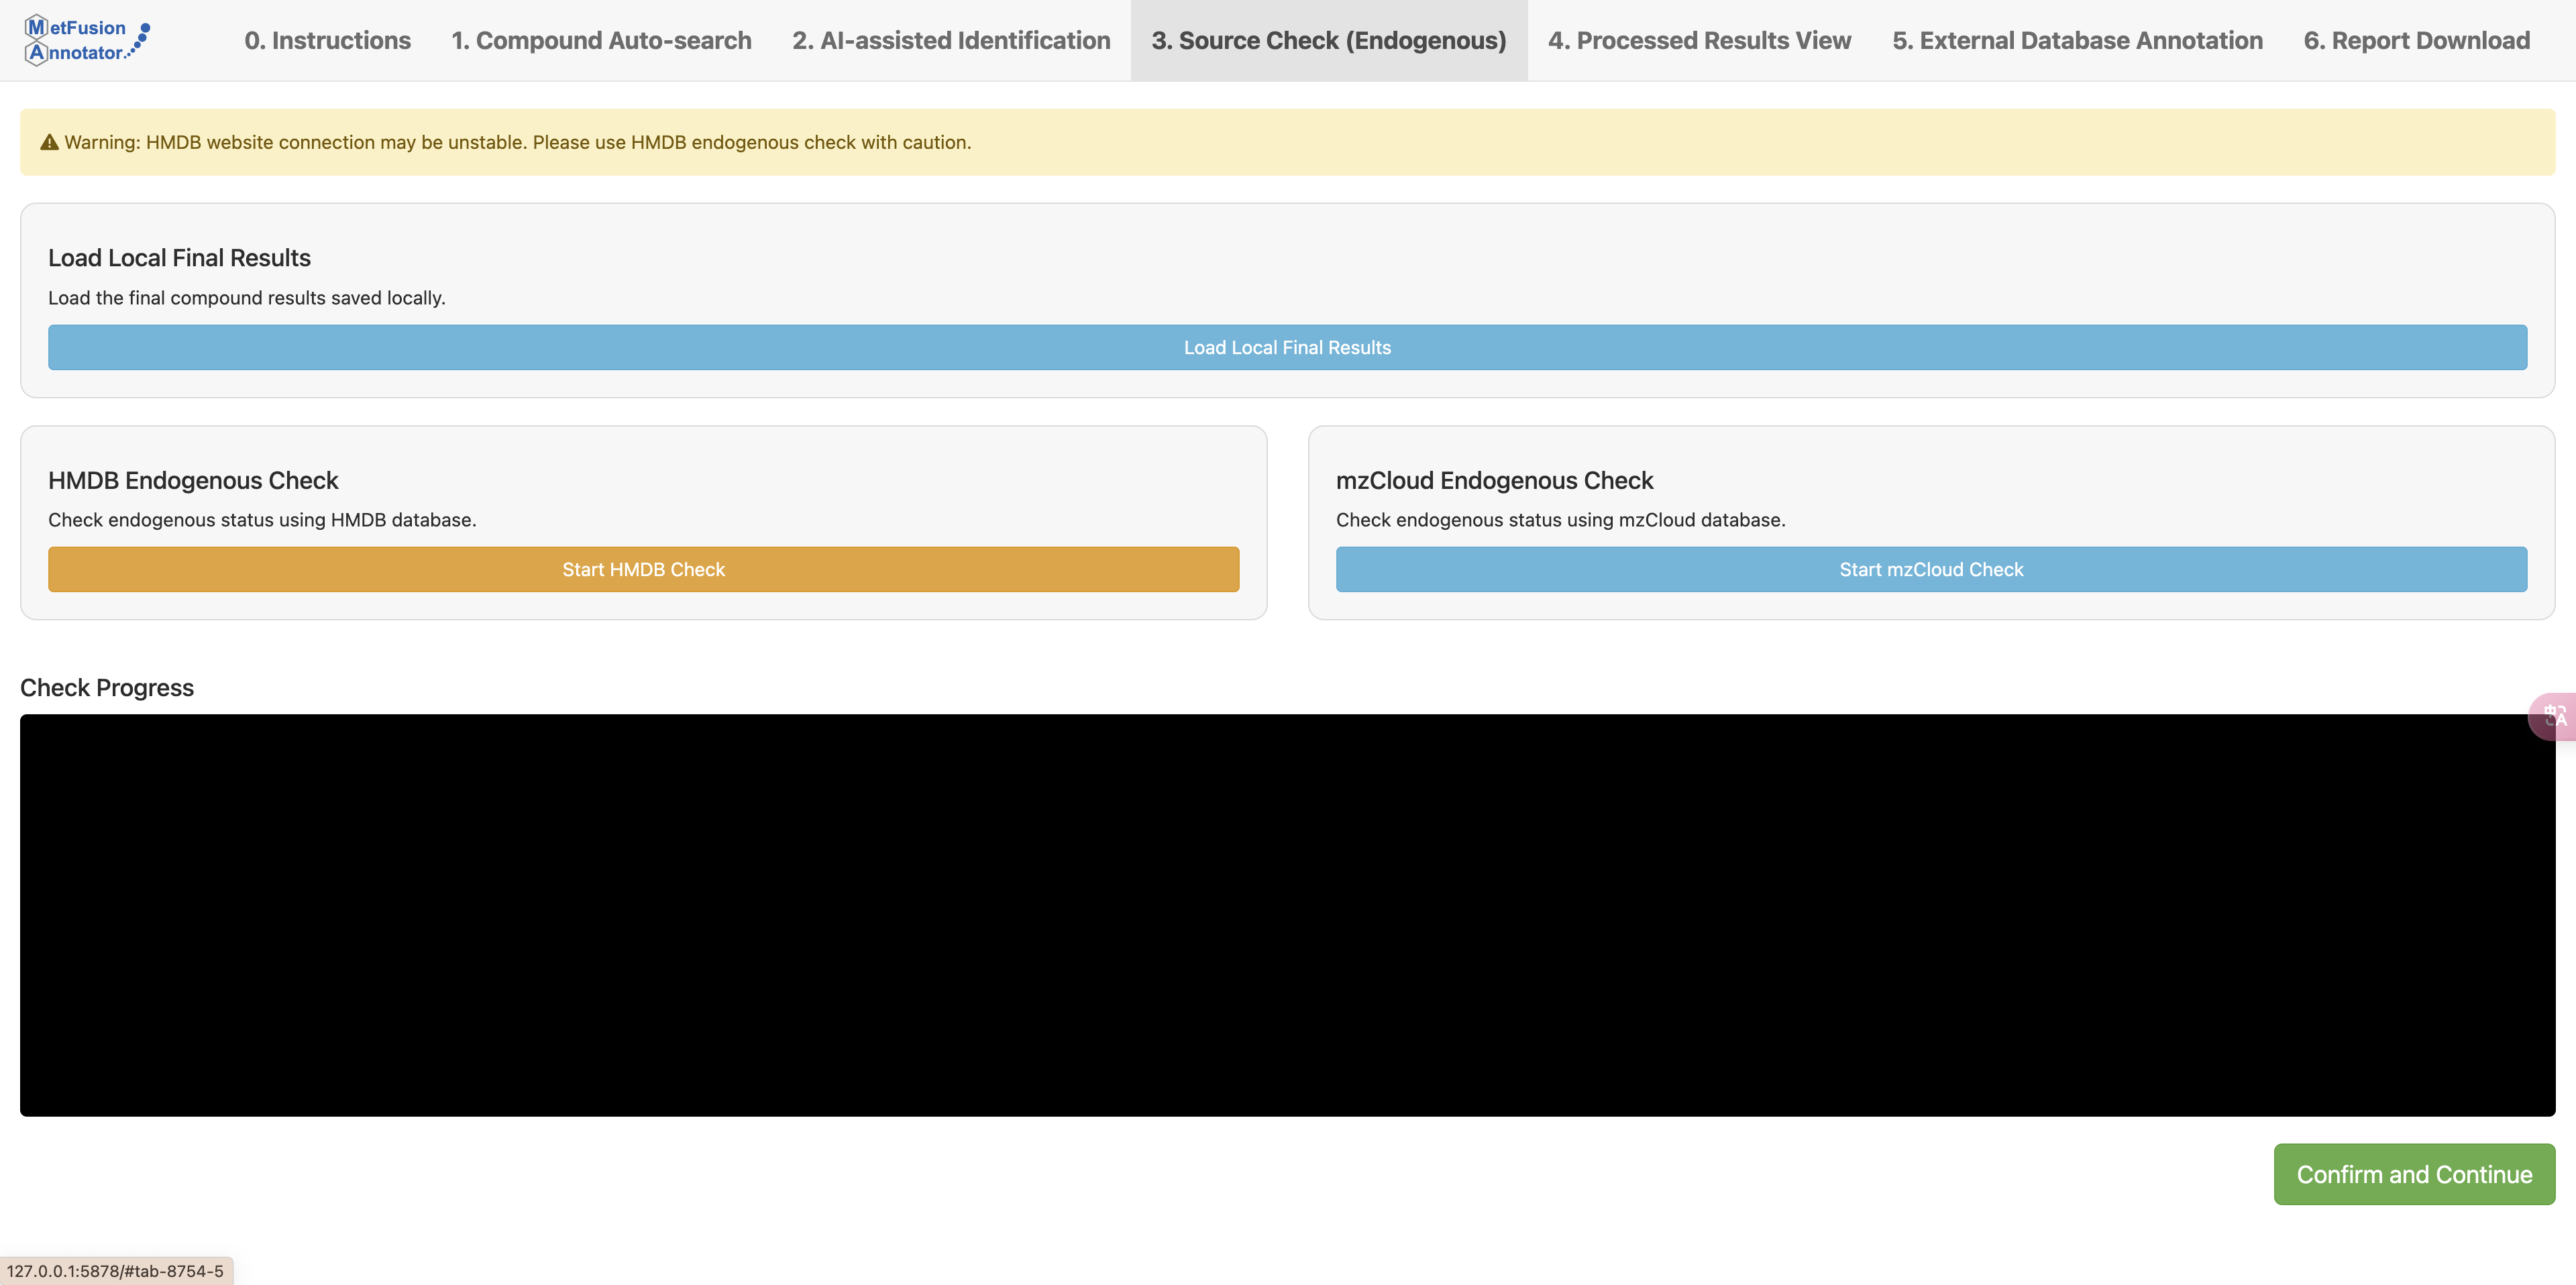 MetFusion
Annotator
0. Instructions
1. Compound Auto-search
2. AI-assisted Identification
3. Source Check (Endogenous)
4. Processed Results View
5. External Database Annotation
6. Report Download
Warning: HMDB website connection may be unstable. Please use HMDB endogenous check with caution.
Load Local Final Results
Load the final compound results saved locally.
Load Local Final Results
HMDB Endogenous Check
Check endogenous status using HMDB database.
Start HMDB Check
mzCloud Endogenous Check
Check endogenous status using mzCloud database.
Start mzCloud Check
Check Progress
Confirm and Continue
127.0.0.1:5878/#tab-8754-5